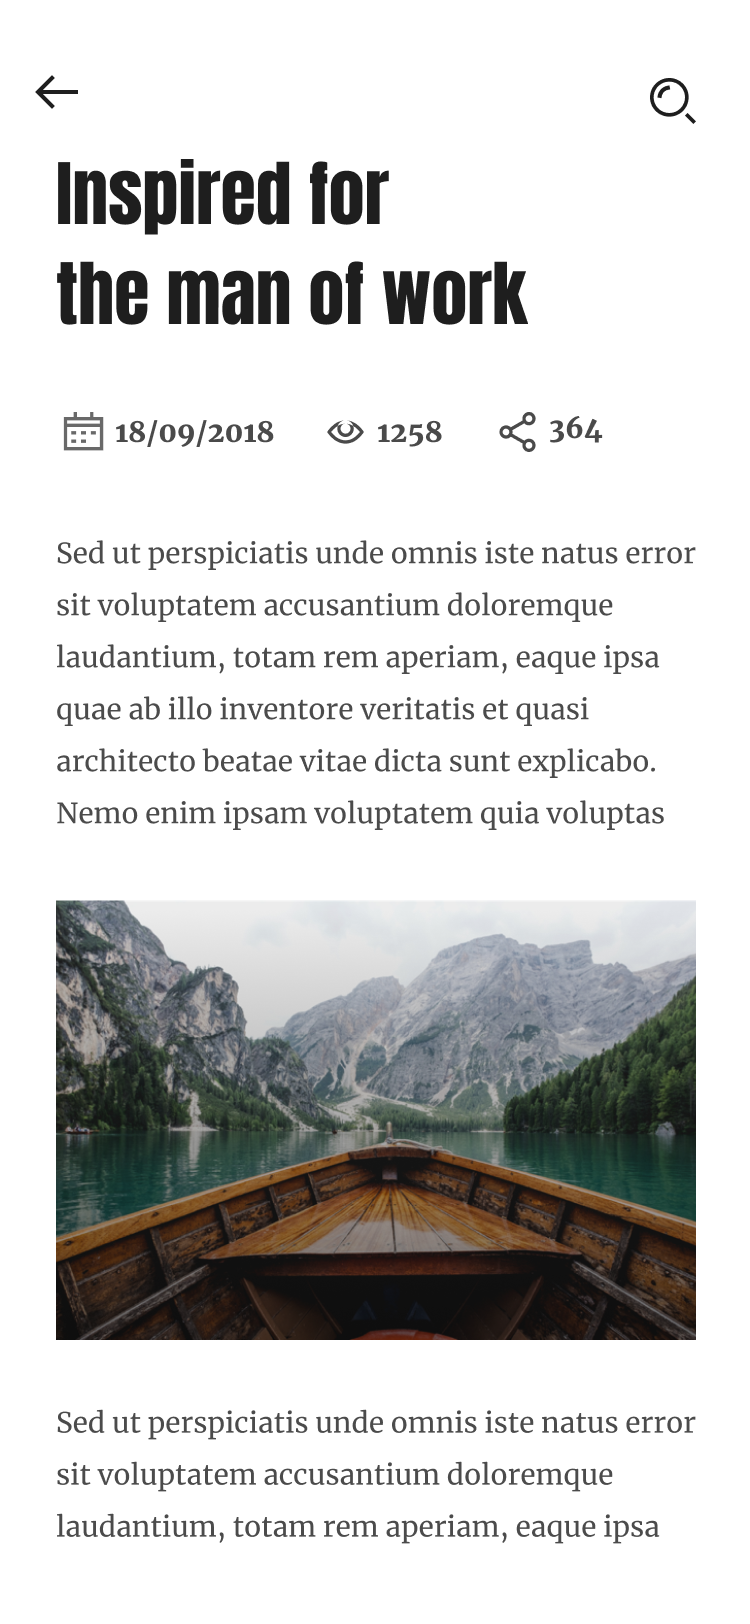 Inspired for
the man of work
18/09/2018 1258 364
Sed ut perspiciatis unde omnis iste natus error
sit voluptatem accusantium doloremque
laudantium, totam rem aperiam, eaque ipsa
quae ab illo inventore veritatis et quasi
architecto beatae vitae dicta sunt explicabo.
Nemo enim ipsam voluptatem quia voluptas
Sed ut perspiciatis unde omnis iste natus error
sit voluptatem accusantium doloremque
laudantium, totam rem aperiam, eaque ipsa